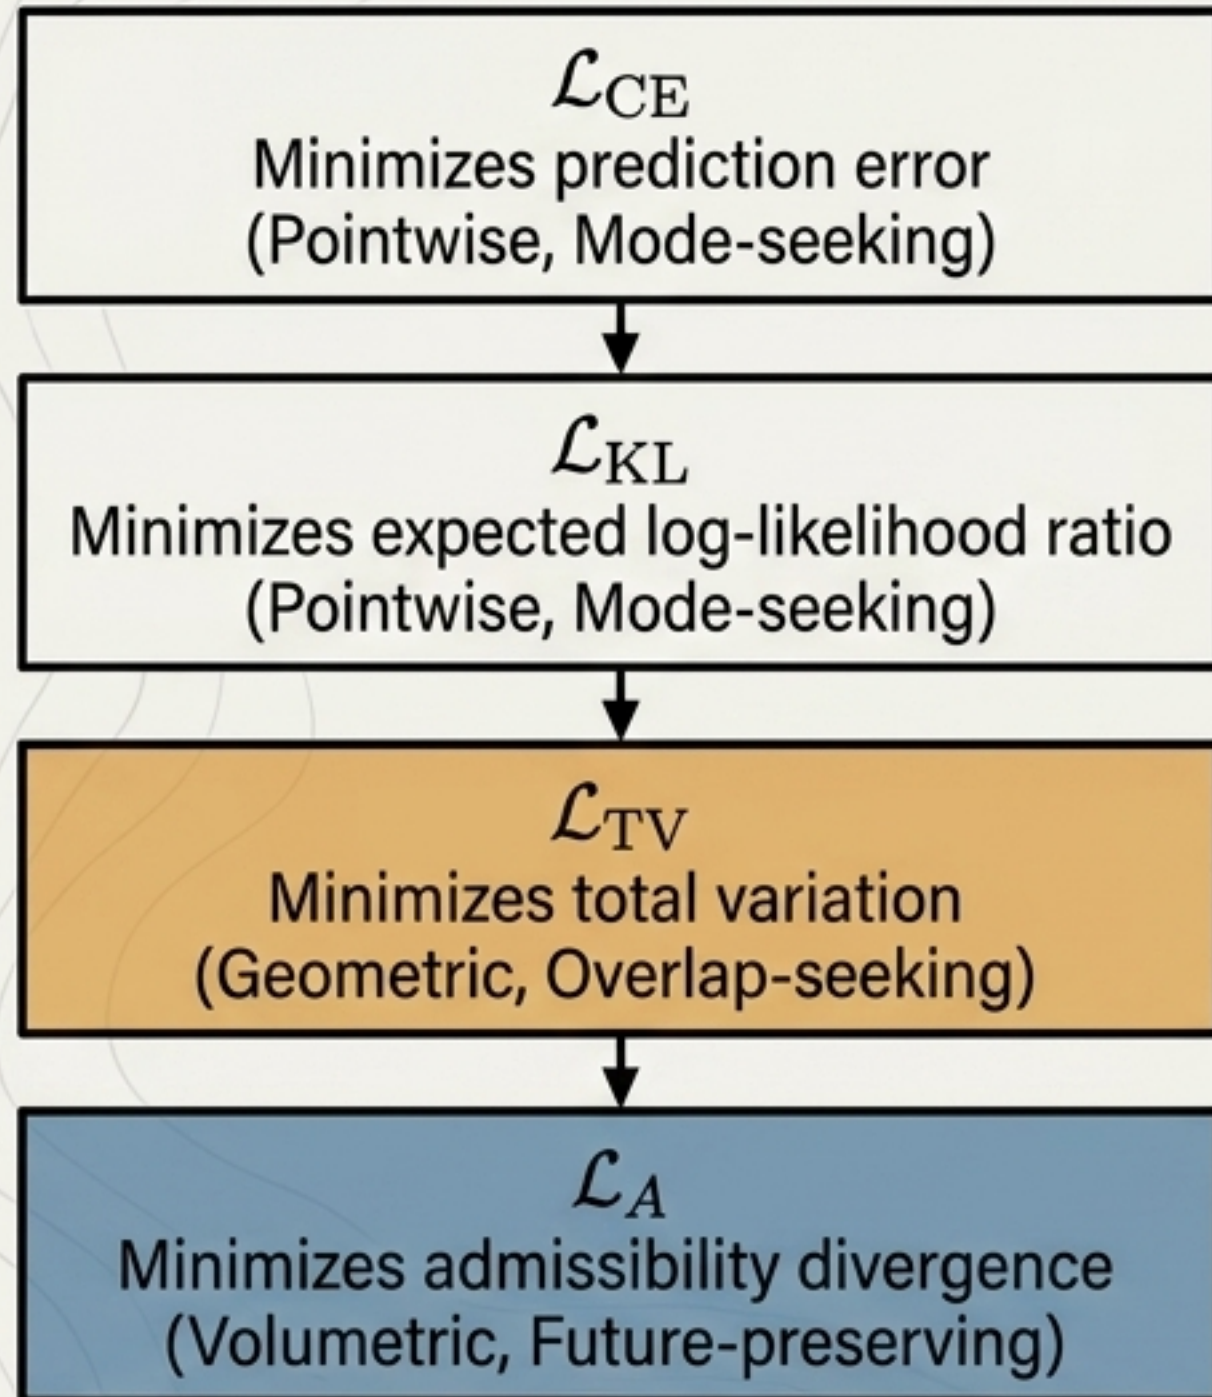 ℒCE
Minimizes prediction error
(Pointwise, Mode-seeking)
ℒKL
Minimizes expected log-likelihood ratio
(Pointwise, Mode-seeking)
ℒTV
Minimizes total variation
(Geometric, Overlap-seeking)
ℒA
Minimizes admissibility divergence
(Volumetric, Future-preserving)